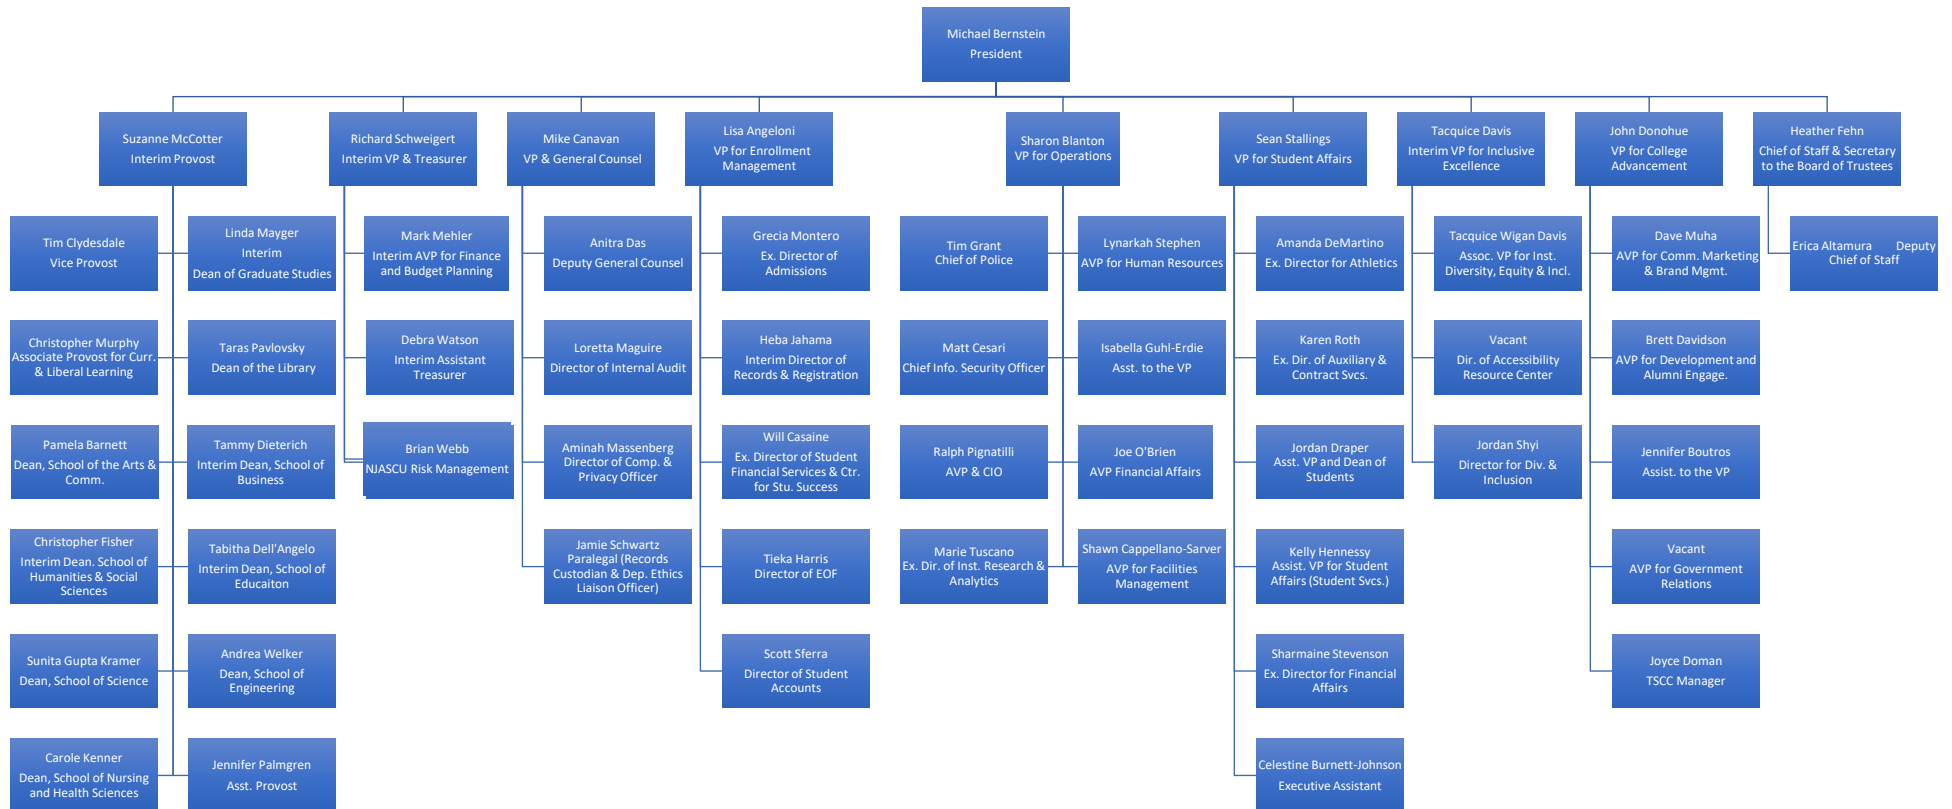 Michael Bernstein
President
Suzanne McCotter
Interim Provost
Richard Schweigert
Interim VP & Treasurer
Mike Canavan
VP & General Counsel
Lisa Angeloni
VP for Enrollment
Management
Sharon Blanton
VP for Operations
Sean Stallings
VP for Student Affairs
Tacquice Davis
Interim VP for Inclusive
Excellence
John Donohue
VP for College
Advancement
Heather Fehn
Chief of Staff & Secretary
to the Board of Trustees
Tim Clydesdale
Vice Provost
Linda Mayger
Interim
Dean of Graduate Studies
Mark Mehler
Interim AVP for Finance
and Budget Planning
Anitra Das
Deputy General Counsel
Grecia Montero
Ex. Director of
Admissions
Tim Grant
Chief of Police
Lynarkah Stephen
AVP for Human Resources
Amanda DeMartino
Ex. Director for Athletics
Tacquice Wigan Davis
Assoc. VP for Inst.
Diversity, Equity & Incl.
Dave Muha
AVP for Comm. Marketing
& Brand Mgmt.
Erica Altamura Deputy
Chief of Staff
Christopher Murphy
Associate Provost for Curr.
& Liberal Learning
Taras Pavlovsky
Dean of the Library
Debra Watson
Interim Assistant
Treasurer
Loretta Maguire
Director of Internal Audit
Heba Jahama
Interim Director of
Records & Registration
Matt Cesari
Chief Info. Security Officer
Isabella Guhl-Erdie
Asst. to the VP
Karen Roth
Ex. Dir. of Auxiliary &
Contract Svcs.
Vacant
Dir. of Accessibility
Resource Center
Brett Davidson
AVP for Development and
Alumni Engage.
Pamela Barnett
Dean, School of the Arts &
Comm.
Tammy Dieterich
Interim Dean, School of
Business
Brian Webb
NJASCU Risk Management
Aminah Massenberg
Director of Comp. &
Privacy Officer
Will Casaine
Ex. Director of Student
Financial Services & Ctr.
for Stu. Success
Ralph Pignatilli
AVP & CIO
Joe O'Brien
AVP Financial Affairs
Jordan Draper
Asst. VP and Dean of
Students
Jordan Shyi
Director for Div. &
Inclusion
Jennifer Boutros
Assist. to the VP
Christopher Fisher
Interim Dean. School of
Humanities & Social
Sciences
Tabitha Dell'Angelo
Interim Dean, School of
Educaiton
Jamie Schwartz
Paralegal (Records
Custodian & Dep. Ethics
Liaison Officer)
Tieka Harris
Director of EOF
Marie Tuscano
Ex. Dir. of Inst. Research &
Analytics
Shawn Cappellano-Sarver
AVP for Facilities
Management
Kelly Hennessy
Assist. VP for Student
Affairs (Student Svcs.)
Vacant
AVP for Government
Relations
Sunita Gupta Kramer
Dean, School of Science
Andrea Welker
Dean, School of
Engineering
Scott Sferra
Director of Student
Accounts
Sharmaine Stevenson
Ex. Director for Financial
Affairs
Joyce Doman
TSCC Manager
Carole Kenner
Dean, School of Nursing
and Health Sciences
Jennifer Palmgren
Asst. Provost
Celestine Burnett-Johnson
Executive Assistant